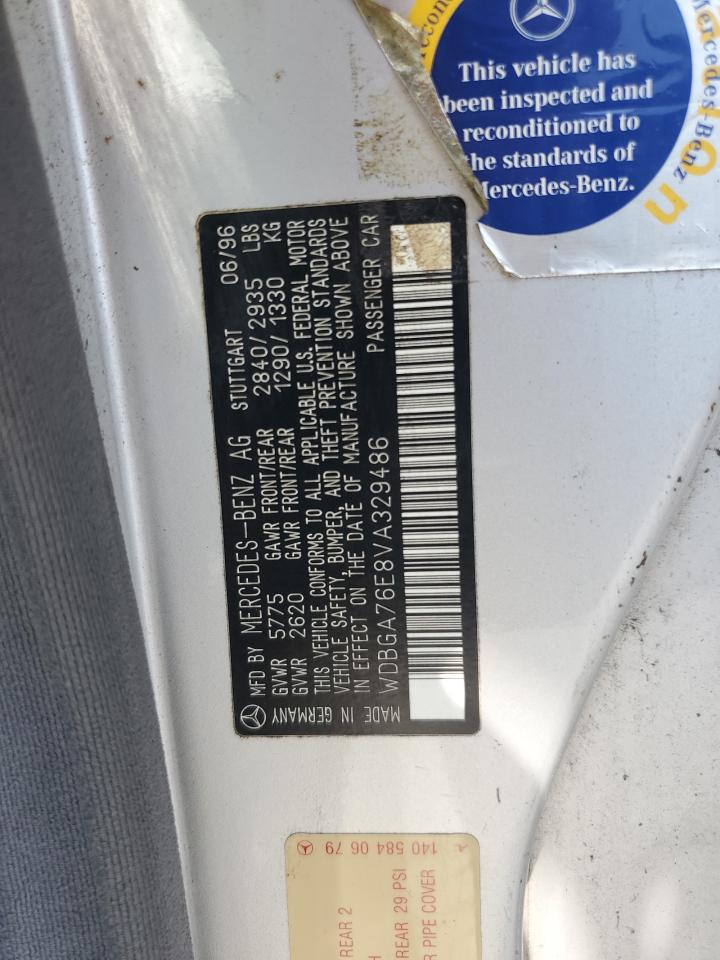 recon
Mercedes-Benz
on
This vehicle has
been inspected and
reconditioned to
the standards of
Mercedes-Benz.
MFD BY MERCEDES-BENZ AG STUTTGART 06/96
GVWR 5775 GAWR FRONT/REAR 2840/2935 LBS
GVWR 2620 GAWR FRONT/REAR 1290/1330 KG
THIS VEHICLE CONFORMS TO ALL APPLICABLE U.S. FEDERAL MOTOR
VEHICLE SAFETY, BUMPER, AND THEFT PREVENTION STANDARDS
IN EFFECT ON THE DATE OF MANUFACTURE SHOWN ABOVE
WDBGA76E8VA329486 PASSENGER CAR
MADE IN GERMANY
140 584 06 79
REAR 2
H
REAR 29 PSI
R PIPE COVER